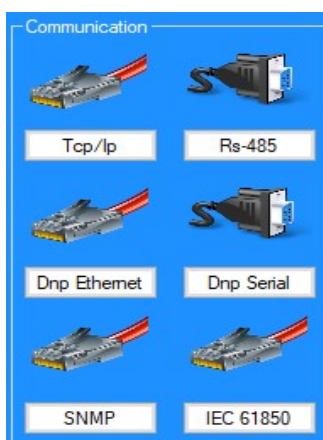 Communication
Tcp/Ip
Rs-485
Dnp Ethernet
Dnp Serial
SNMP
IEC 61850